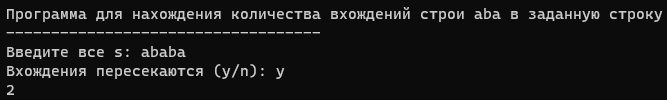 Программа для нахождения количества вхождений строи aba в заданную строку
-----------------------------------
Введите все s: ababa
Вхождения пересекаются (y/n): y
2